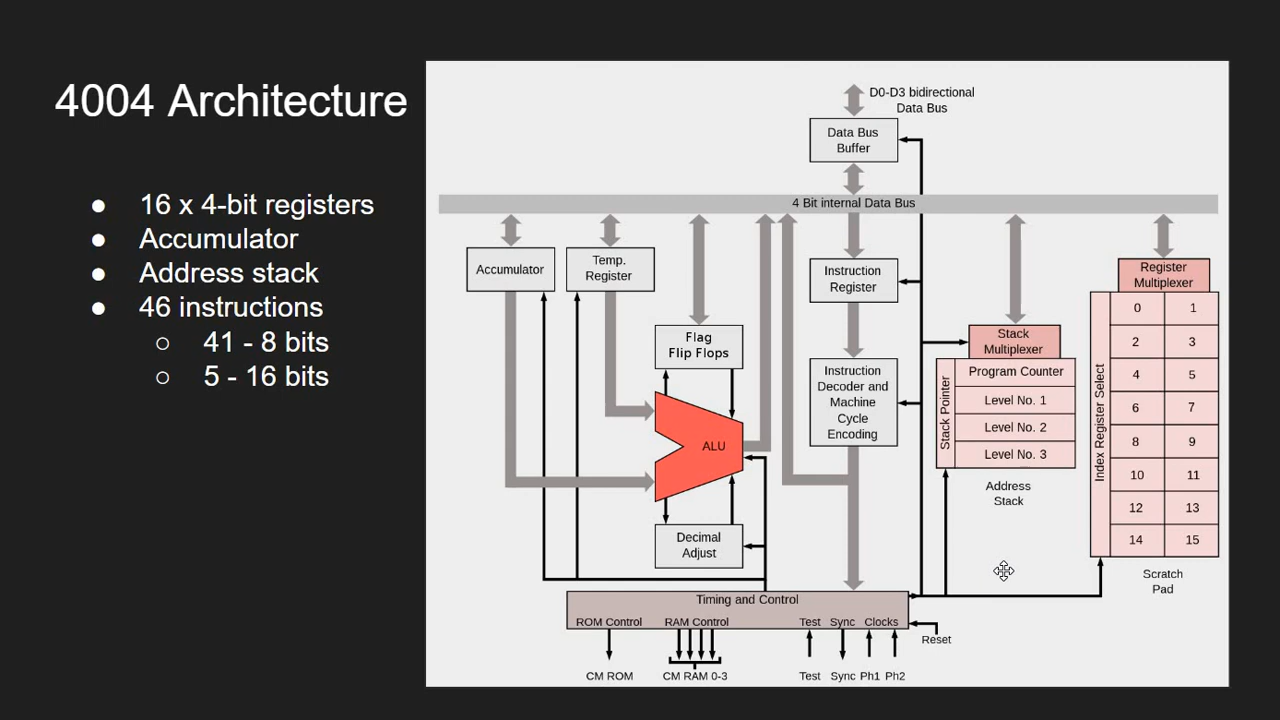 4004 Architecture
● 16 x 4-bit registers
● Accumulator
● Address stack
● 46 instructions
○ 41 - 8 bits
○ 5 - 16 bits
D0-D3 bidirectional
Data Bus
Data Bus
Buffer
4 Bit internal Data Bus
Accumulator
Temp.
Register
Flag
Flip Flops
ALU
Decimal
Adjust
Instruction
Register
Instruction
Decoder and
Machine
Cycle
Encoding
Stack
Multiplexer
Stack Pointer
Program Counter
Level No. 1
Level No. 2
Level No. 3
Address
Stack
Register
Multiplexer
Index Register Select
0 1
2 3
4 5
6 7
8 9
10 11
12 13
14 15
Scratch
Pad
Timing and Control
ROM Control RAM Control Test Sync Clocks
Reset
CM ROM CM RAM 0-3 Test Sync Ph1 Ph2